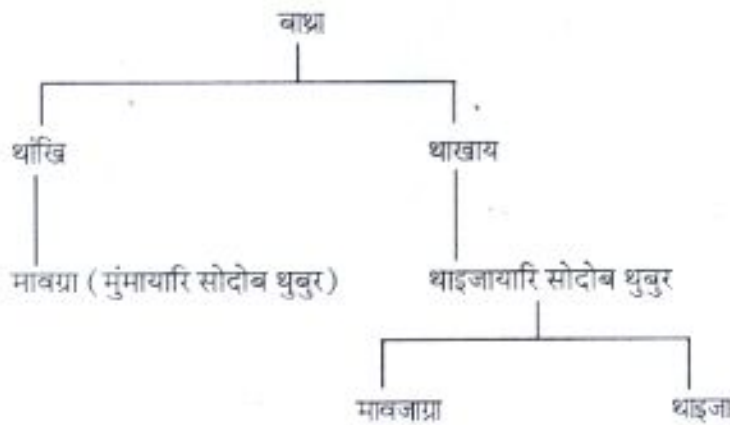 बाथ्रा
थांखि थाखाय
मावग्रा (मुंमायारि सोदोब थुबुर) थाइजायारि सोदोब थुबुर
मावजाग्रा थाइजा